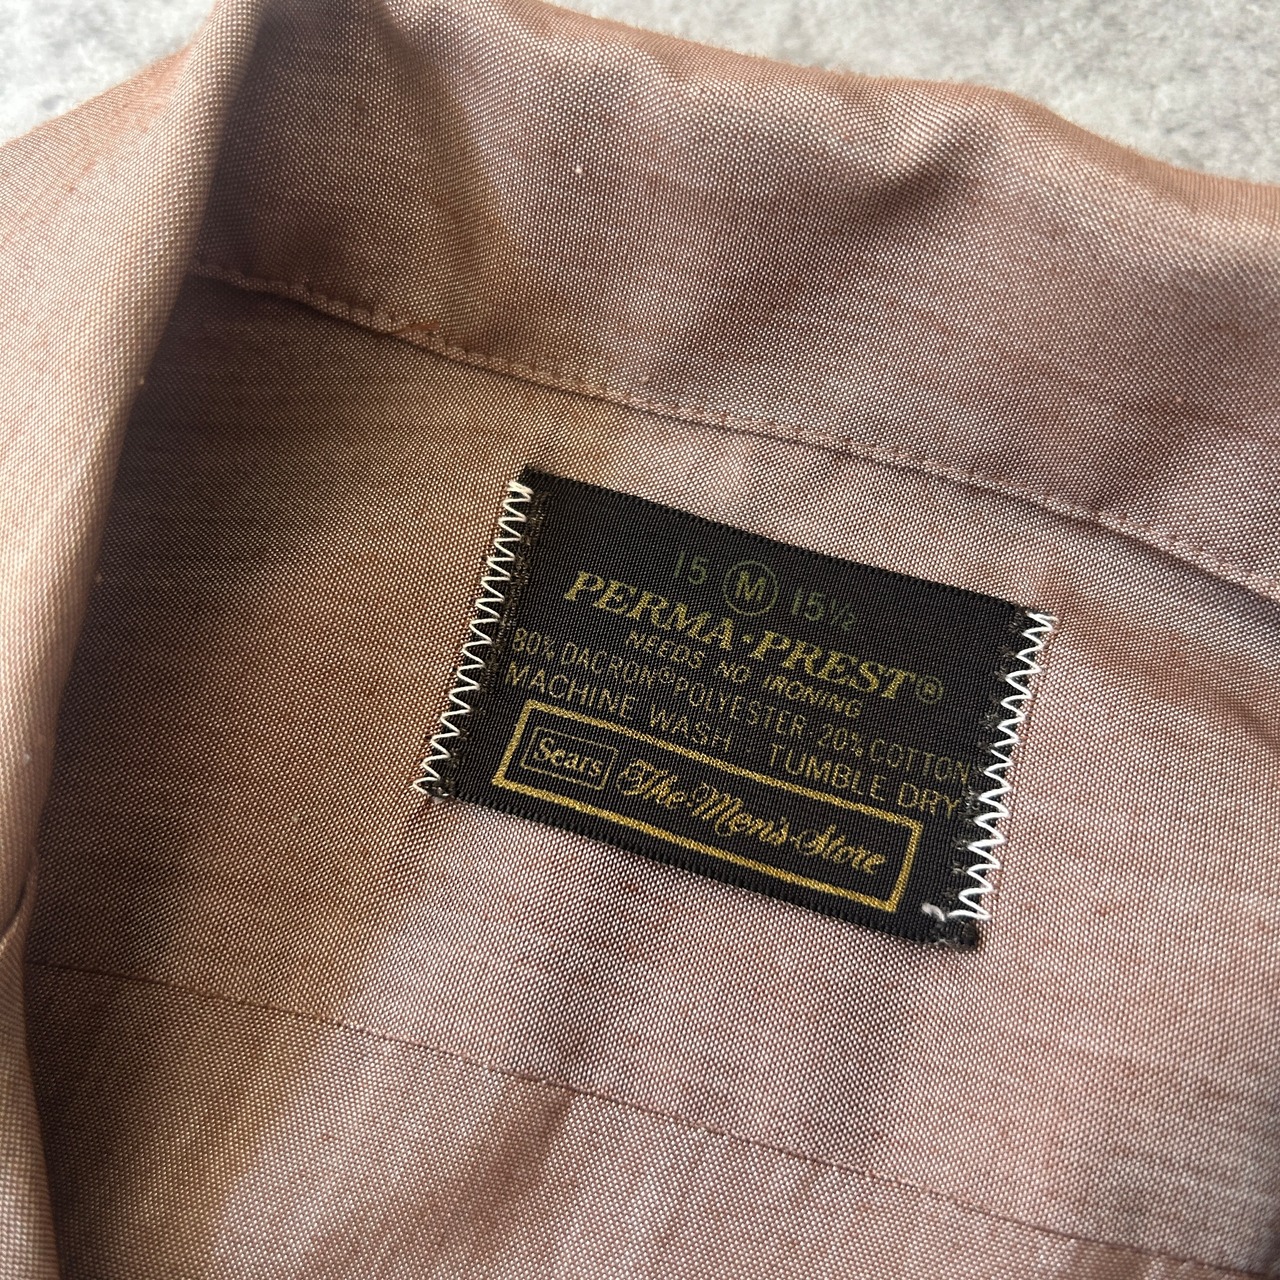 15 M 15½
PERMA·PREST®
NEEDS NO IRONING
80% DACRON® POLYESTER, 20% COTTON
MACHINE WASH TUMBLE DRY
Sears The Men's Store